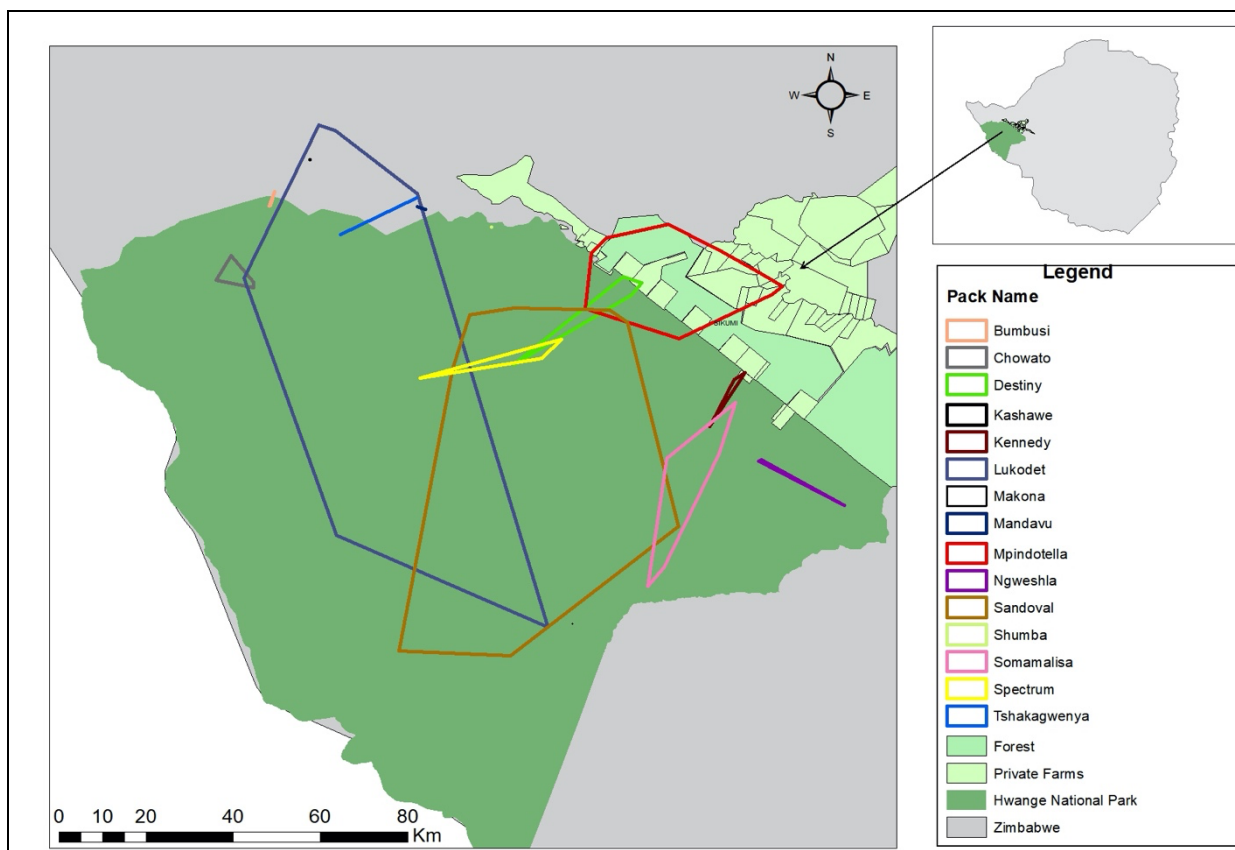 N
W E
S
SIKUMI
0 10 20 40 60 80
Km
Legend
Pack Name
Bumbusi
Chowato
Destiny
Kashawe
Kennedy
Lukodet
Makona
Mandavu
Mpindotella
Ngweshla
Sandoval
Shumba
Somamalisa
Spectrum
Tshakagwenya
Forest
Private Farms
Hwange National Park
Zimbabwe